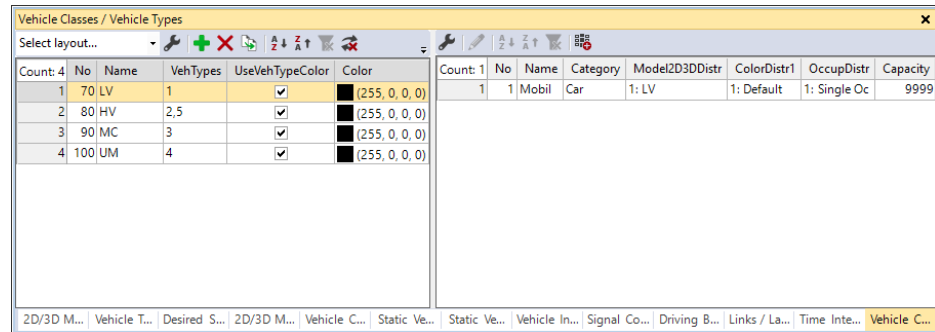 Vehicle Classes / Vehicle Types
Select layout...
Count: 4 No Name VehTypes UseVehTypeColor Color
1 70 LV 1 (255, 0, 0, 0)
2 80 HV 2,5 (255, 0, 0, 0)
3 90 MC 3 (255, 0, 0, 0)
4 100 UM 4 (255, 0, 0, 0)
Count: 1 No Name Category Model2D3DDistr ColorDistr1 OccupDistr Capacity
1 1 Mobil Car 1: LV 1: Default 1: Single Oc 9999
2D/3D M... Vehicle T... Desired S... 2D/3D M... Vehicle C... Static Ve... Static Ve... Vehicle In... Signal Co... Driving B... Links / La... Time Inte... Vehicle C...